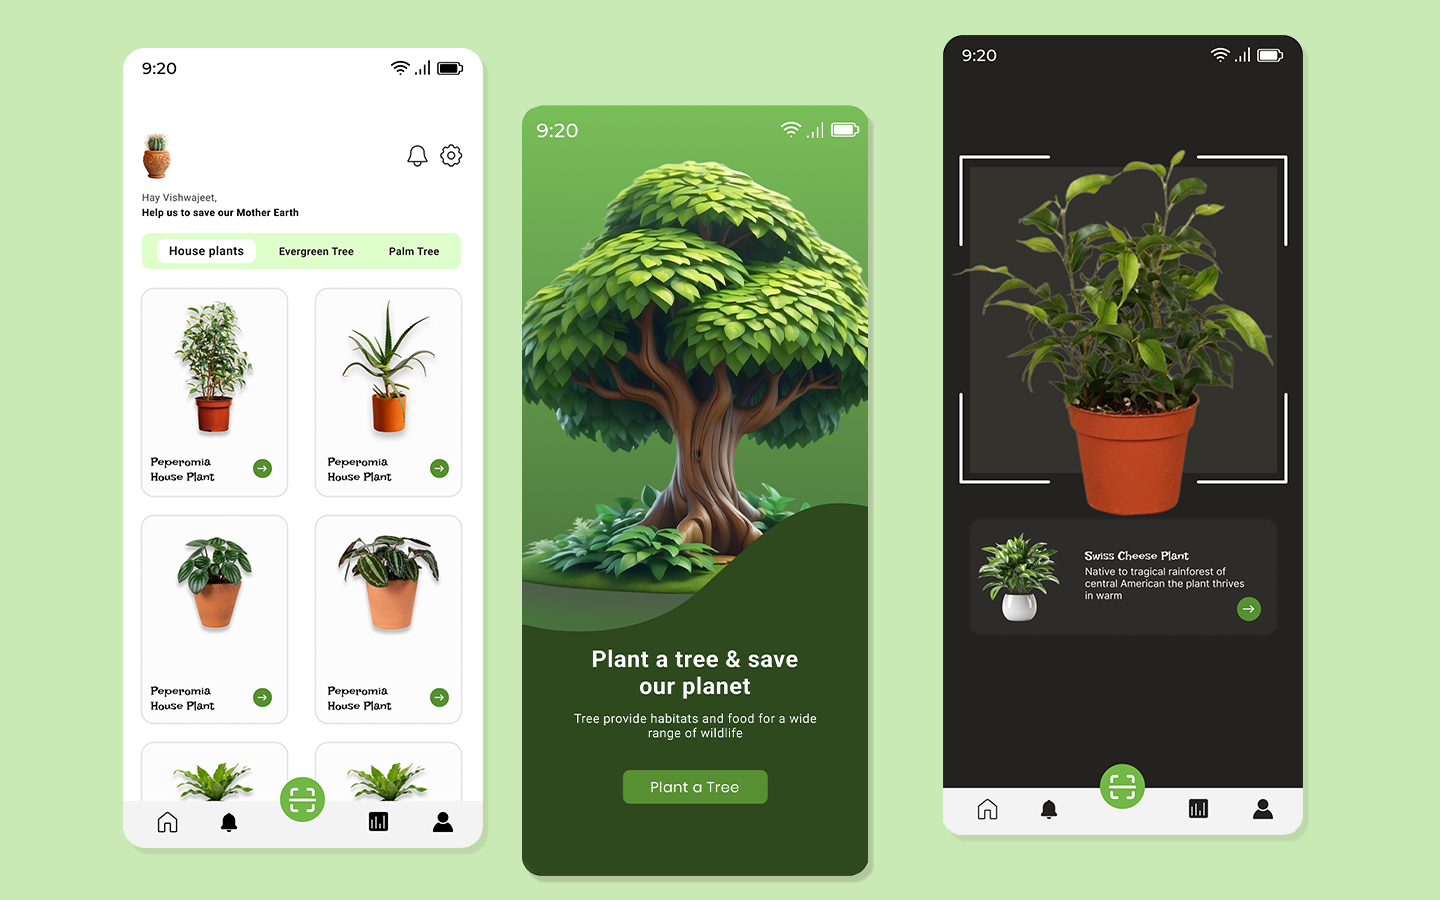 9:20
Hay Vishwajeet,
Help us to save our Mother Earth
House plants Evergreen Tree Palm Tree
Peperomia
House Plant
Peperomia
House Plant
Peperomia
House Plant
Peperomia
House Plant
9:20
Plant a tree & save
our planet
Tree provide habitats and food for a wide
range of wildlife
Plant a Tree
9:20
Swiss Cheese Plant
Native to tragical rainforest of
central American the plant thrives
in warm